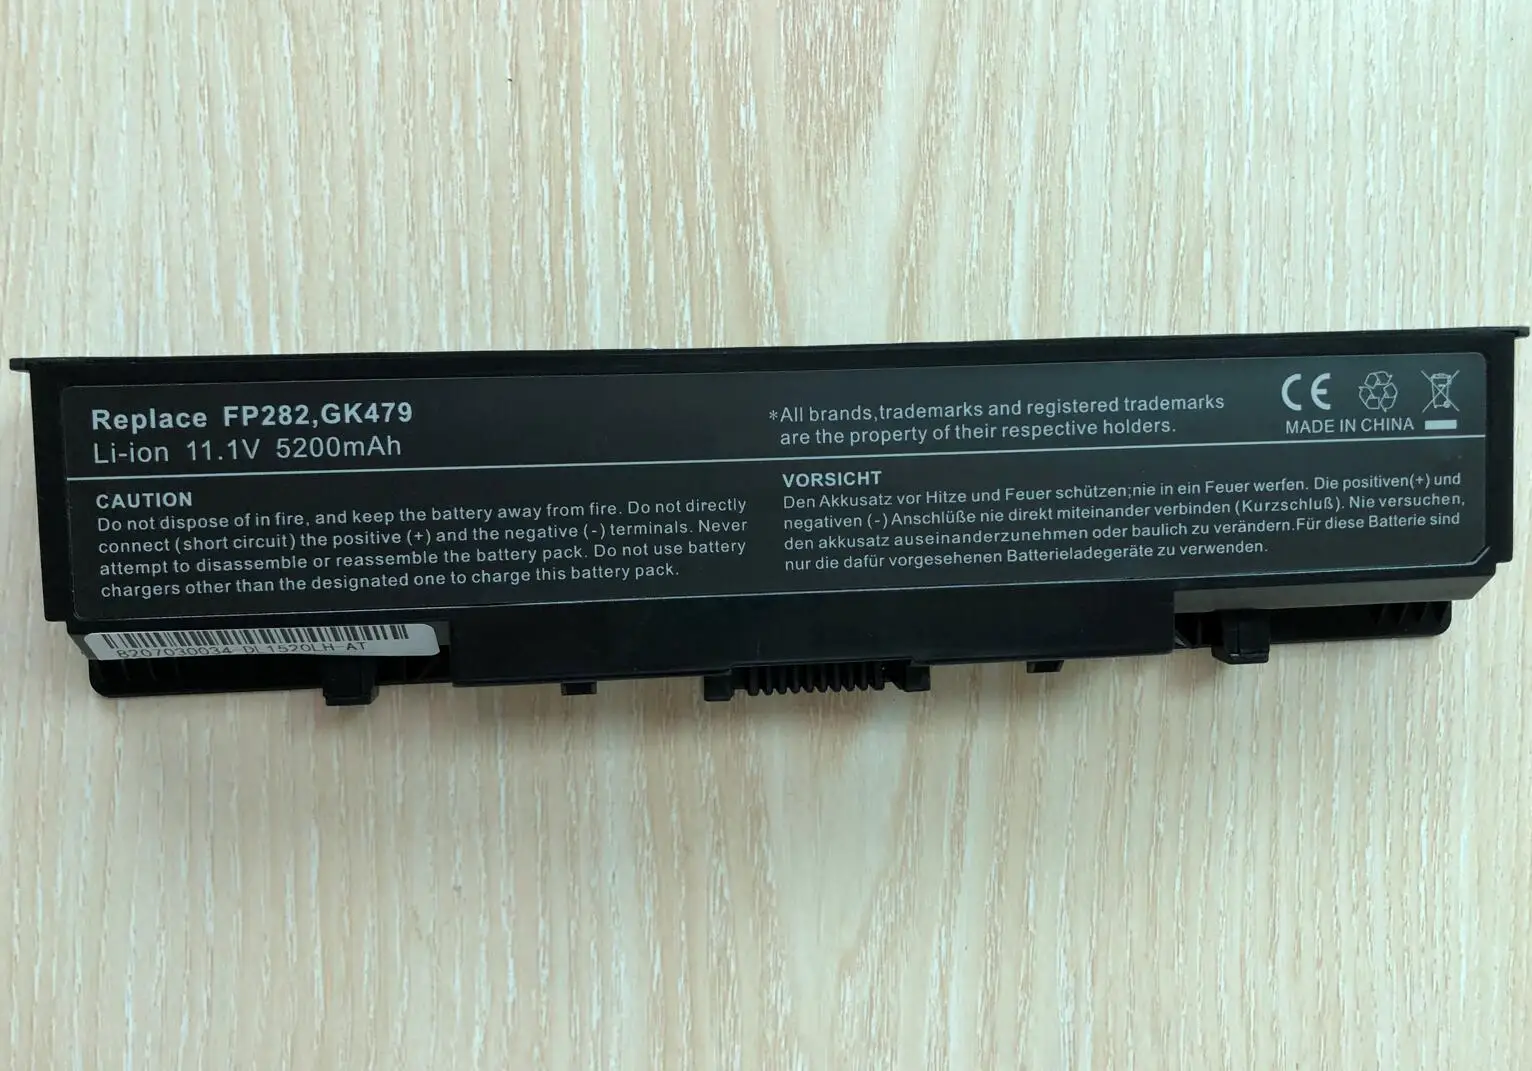 Replace FP282,GK479
Li-ion 11.1V 5200mAh
*All brands,trademarks and registered trademarks
are the property of their respective holders.
CE
MADE IN CHINA
CAUTION
Do not dispose of in fire, and keep the battery away from fire. Do not directly
connect (short circuit) the positive (+) and the negative (-) terminals. Never
attempt to disassemble or reassemble the battery pack. Do not use battery
chargers other than the designated one to charge this battery pack.
VORSICHT
Den Akkusatz vor Hitze und Feuer schützen;nie in ein Feuer werfen. Die positiven(+) und
negativen (-) Anschlüße nie direkt miteinander verbinden (Kurzschluß). Nie versuchen,
den akkusatz auseinanderzunehmen oder baulich zu verändern.Für diese Batterie sind
nur die dafür vorgesehenen Batterieladegeräte zu verwenden.
8207030034-DL1520LH-AT